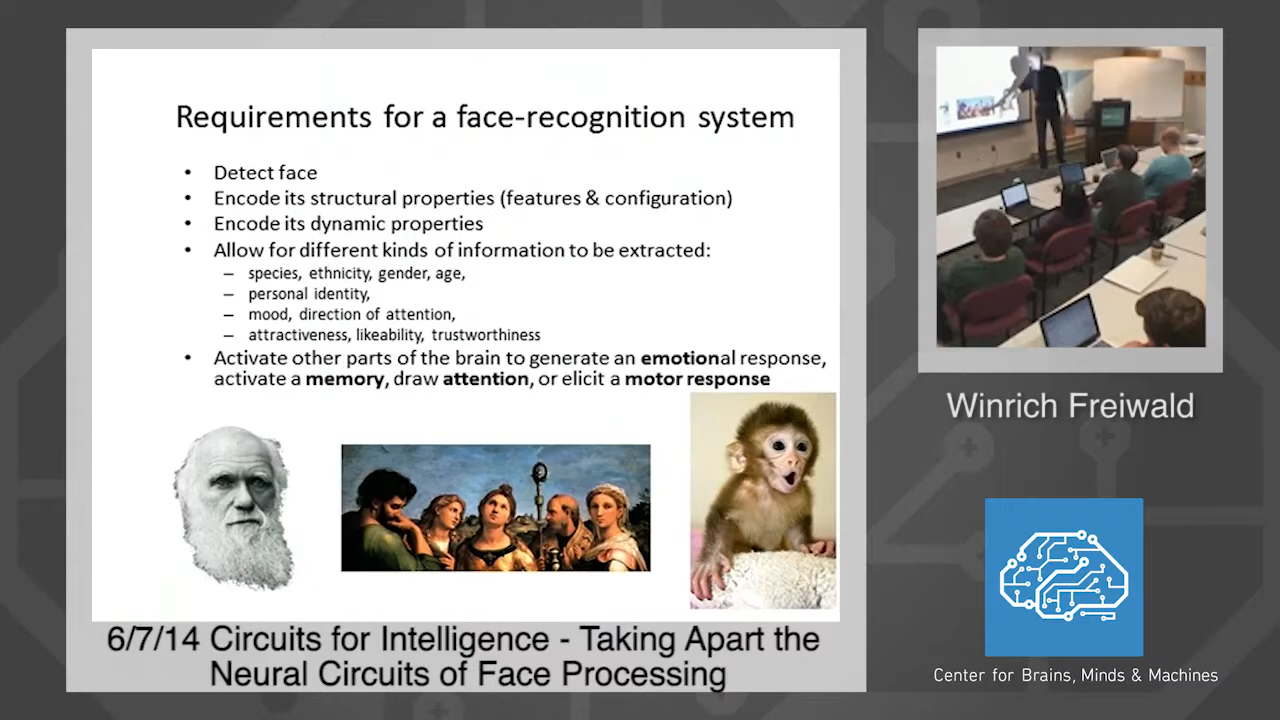 Requirements for a face-recognition system
• Detect face
• Encode its structural properties (features & configuration)
• Encode its dynamic properties
• Allow for different kinds of information to be extracted:
– species, ethnicity, gender, age,
– personal identity,
– mood, direction of attention,
– attractiveness, likeability, trustworthiness
• Activate other parts of the brain to generate an emotional response,
activate a memory, draw attention, or elicit a motor response
6/7/14 Circuits for Intelligence - Taking Apart the
Neural Circuits of Face Processing
Winrich Freiwald
Center for Brains, Minds & Machines